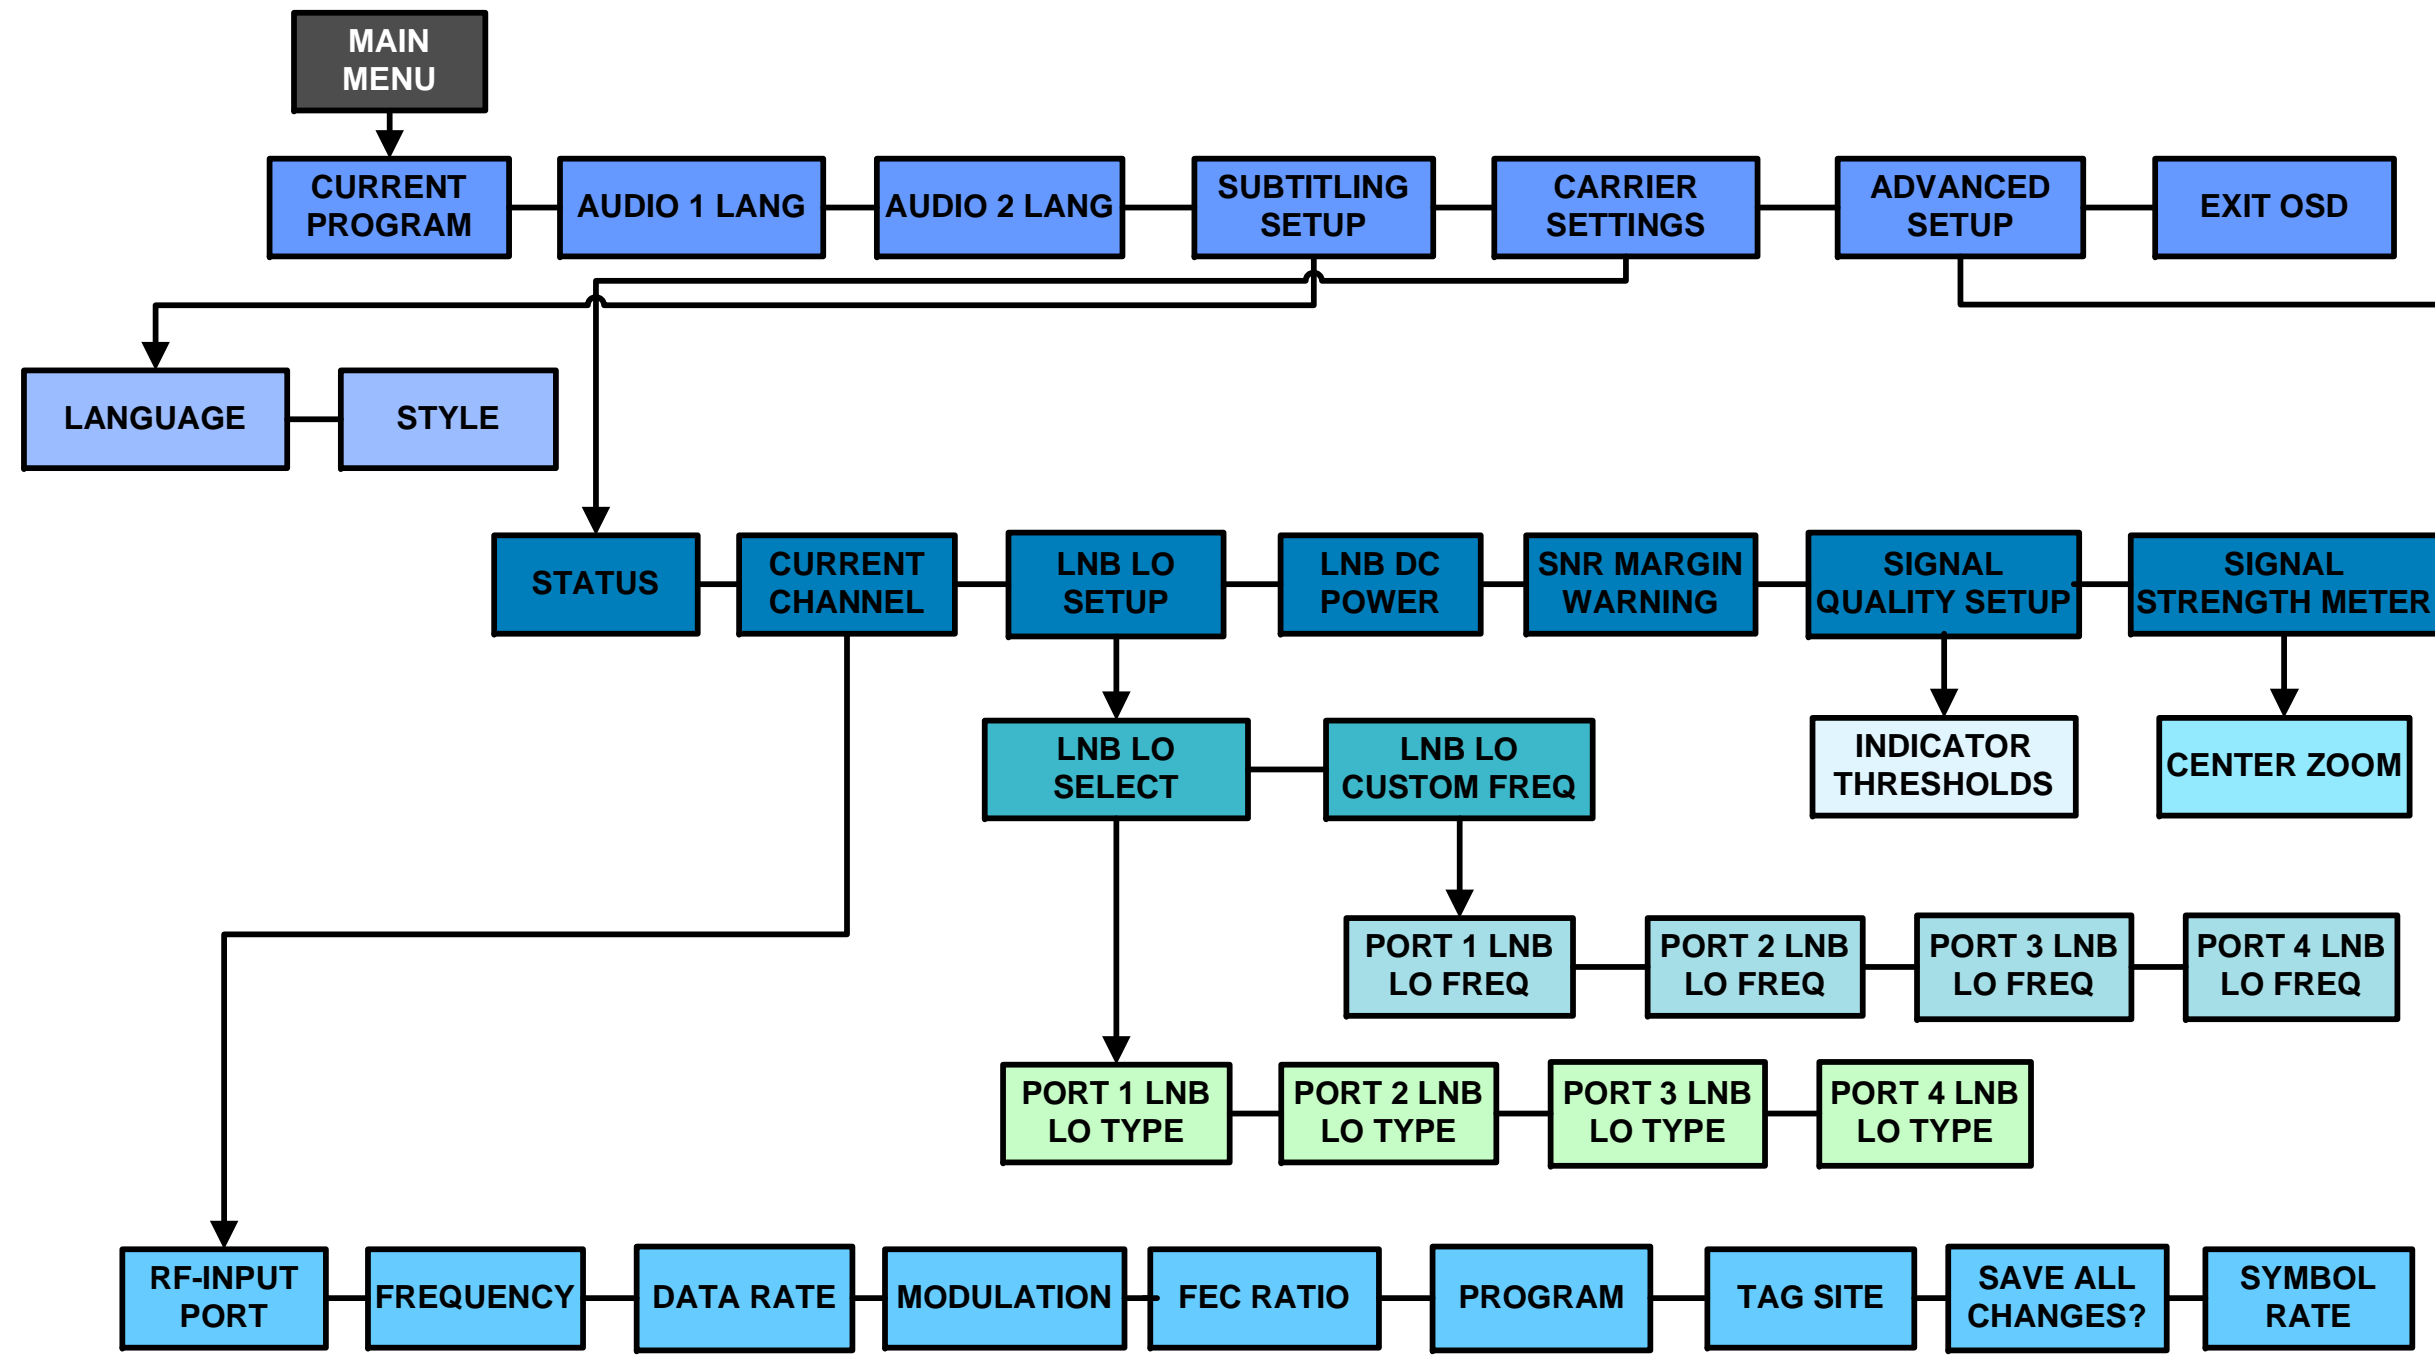 MAIN
MENU
CURRENT
PROGRAM
AUDIO 1 LANG
AUDIO 2 LANG
SUBTITLING
SETUP
CARRIER
SETTINGS
ADVANCED
SETUP
EXIT OSD
LANGUAGE
STYLE
STATUS
CURRENT
CHANNEL
LNB LO
SETUP
LNB DC
POWER
SNR MARGIN
WARNING
SIGNAL
QUALITY SETUP
SIGNAL
STRENGTH METER
LNB LO
SELECT
LNB LO
CUSTOM FREQ
INDICATOR
THRESHOLDS
CENTER ZOOM
PORT 1 LNB
LO FREQ
PORT 2 LNB
LO FREQ
PORT 3 LNB
LO FREQ
PORT 4 LNB
LO FREQ
PORT 1 LNB
LO TYPE
PORT 2 LNB
LO TYPE
PORT 3 LNB
LO TYPE
PORT 4 LNB
LO TYPE
RF-INPUT
PORT
FREQUENCY
DATA RATE
MODULATION
FEC RATIO
PROGRAM
TAG SITE
SAVE ALL
CHANGES?
SYMBOL
RATE